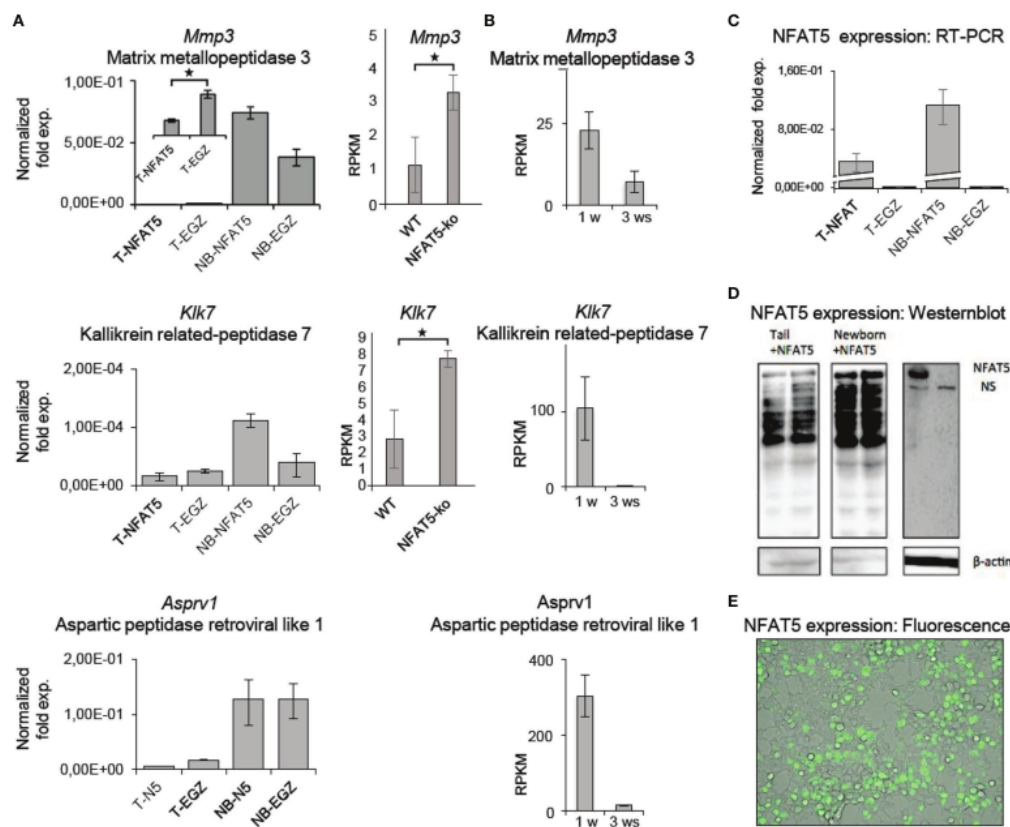 A
Mmp3
Matrix metallopeptidase 3
Normalized
fold exp.
1,00E-01
5,00E-02
0,00E+00
★
T-NFAT5
T-EGZ
T-NFAT5
T-EGZ
NB-NFAT5
NB-EGZ
Mmp3
RPKM
5
4
3
2
1
0
★
WT
NFAT5-ko
B
Mmp3
Matrix metallopeptidase 3
RPKM
25
0
1 w
3 ws
C
NFAT5 expression: RT-PCR
Normalized fold exp.
1,60E-01
8,00E-02
0,00E+00
T-NFAT
T-EGZ
NB-NFAT5
NB-EGZ
Klk7
Kallikrein related-peptidase 7
Normalized
fold exp.
2,00E-04
1,00E-04
0,00E+00
T-NFAT5
T-EGZ
NB-NFAT5
NB-EGZ
Klk7
RPKM
9
8
7
6
5
4
3
2
1
0
★
WT
NFAT5-ko
Klk7
Kallikrein related-peptidase 7
RPKM
100
0
1 w
3 ws
D
NFAT5 expression: Westernblot
Tail
+NFAT5
Newborn
+NFAT5
NFAT5
NS
β-actin
Asprv1
Aspartic peptidase retroviral like 1
Normalized
fold exp.
2,00E-01
1,00E-01
0,00E+00
T-N5
T-EGZ
NB-N5
NB-EGZ
Asprv1
Aspartic peptidase retroviral like 1
RPKM
400
200
0
1 w
3 ws
E
NFAT5 expression: Fluorescence